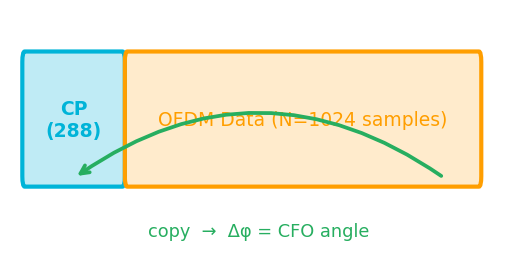 CP
(288)
OFDM Data (N=1024 samples)
copy → Δφ = CFO angle